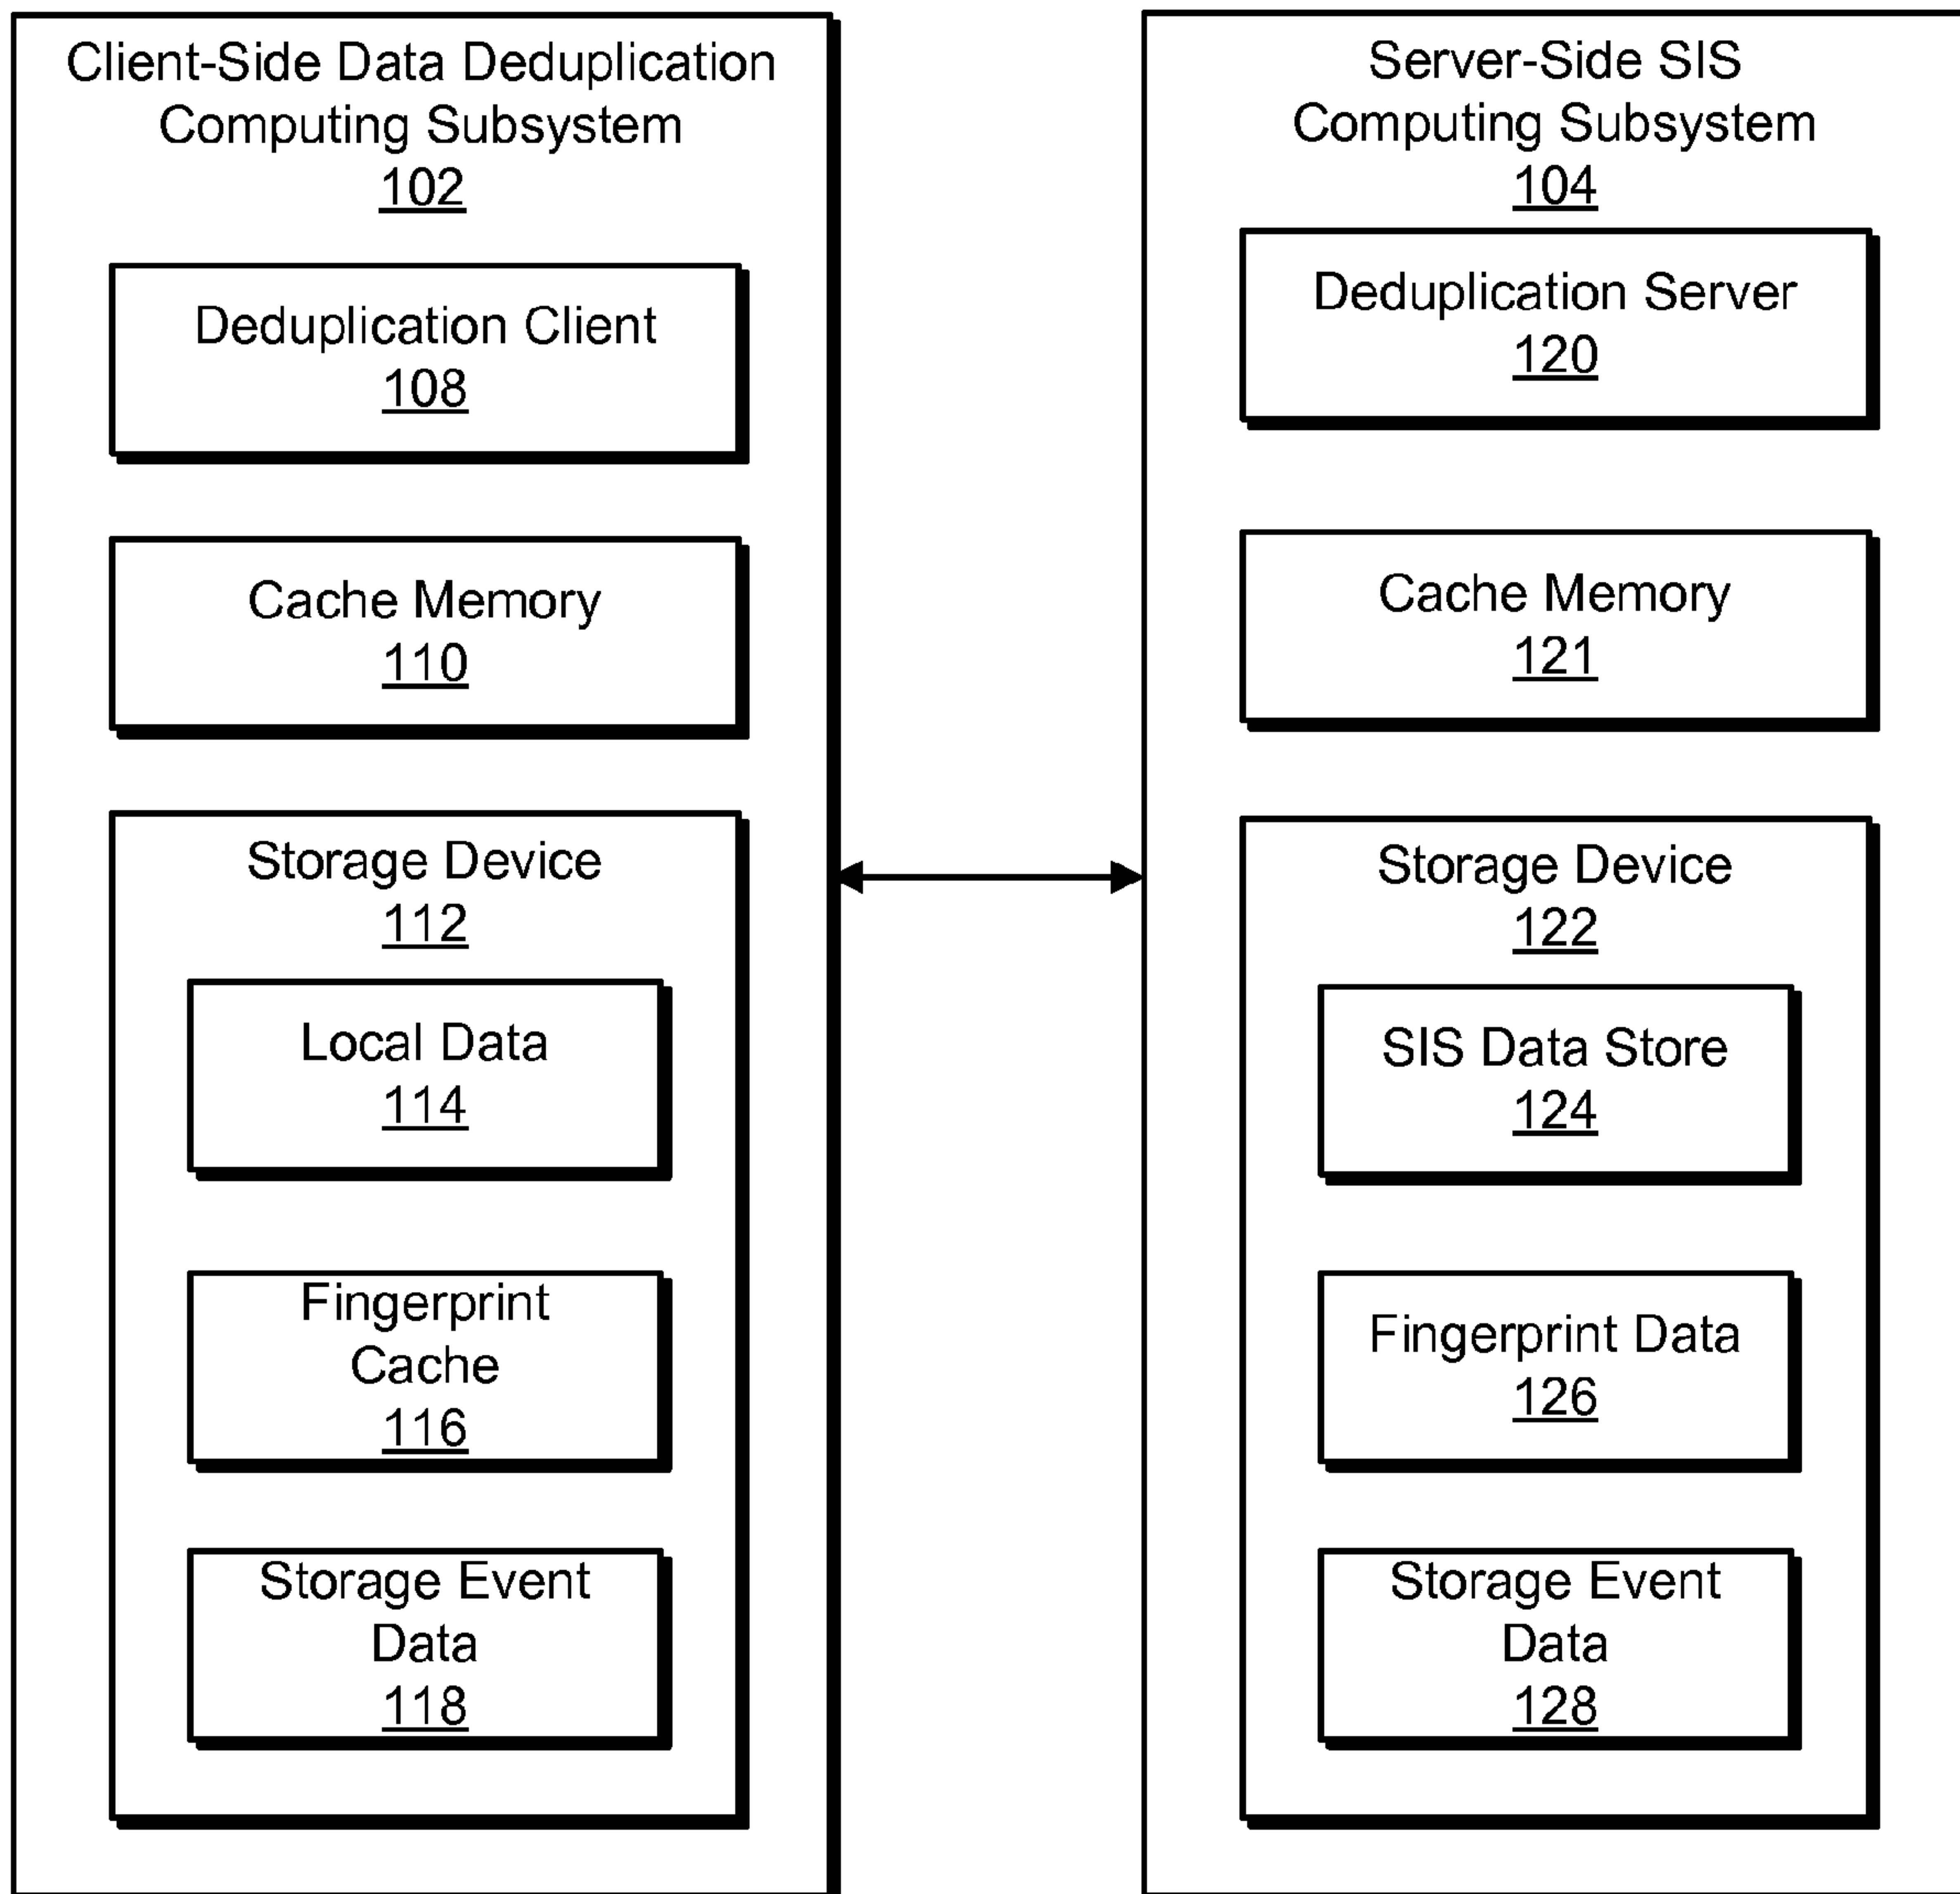 Client-Side Data Deduplication
Computing Subsystem
102
Deduplication Client
108
Cache Memory
110
Storage Device
112
Local Data
114
Fingerprint
Cache
116
Storage Event
Data
118
Server-Side SIS
Computing Subsystem
104
Deduplication Server
120
Cache Memory
121
Storage Device
122
SIS Data Store
124
Fingerprint Data
126
Storage Event
Data
128